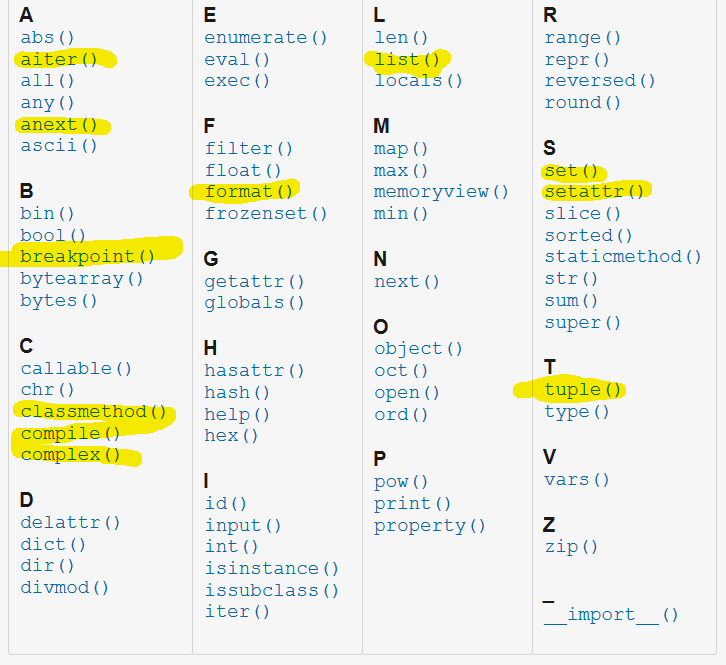 A
abs()
aiter()
all()
any()
anext()
ascii()
B
bin()
bool()
breakpoint()
bytearray()
bytes()
C
callable()
chr()
classmethod()
compile()
complex()
D
delattr()
dict()
dir()
divmod()
E
enumerate()
eval()
exec()
F
filter()
float()
format()
frozenset()
G
getattr()
globals()
H
hasattr()
hash()
help()
hex()
I
id()
input()
int()
isinstance()
issubclass()
iter()
L
len()
list()
locals()
M
map()
max()
memoryview()
min()
N
next()
O
object()
oct()
open()
ord()
P
pow()
print()
property()
R
range()
repr()
reversed()
round()
S
set()
setattr()
slice()
sorted()
staticmethod()
str()
sum()
super()
T
tuple()
type()
V
vars()
Z
zip()
_
__import__()